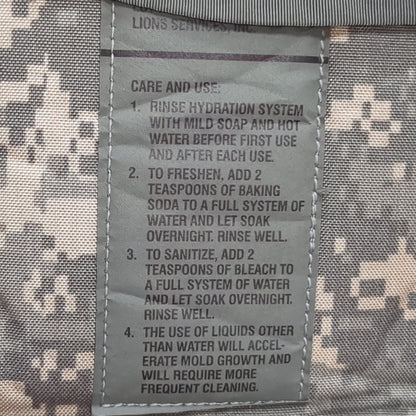 LIONS SERVICES, INC.
CARE AND USE:
1. RINSE HYDRATION SYSTEM
WITH MILD SOAP AND HOT
WATER BEFORE FIRST USE
AND AFTER EACH USE.
2. TO FRESHEN, ADD 2
TEASPOONS OF BAKING
SODA TO A FULL SYSTEM OF
WATER AND LET SOAK
OVERNIGHT. RINSE WELL.
3. TO SANITIZE, ADD 2
TEASPOONS OF BLEACH TO
A FULL SYSTEM OF WATER
AND LET SOAK OVERNIGHT.
RINSE WELL.
4. THE USE OF LIQUIDS OTHER
THAN WATER WILL ACCEL-
ERATE MOLD GROWTH AND
WILL REQUIRE MORE
FREQUENT CLEANING.